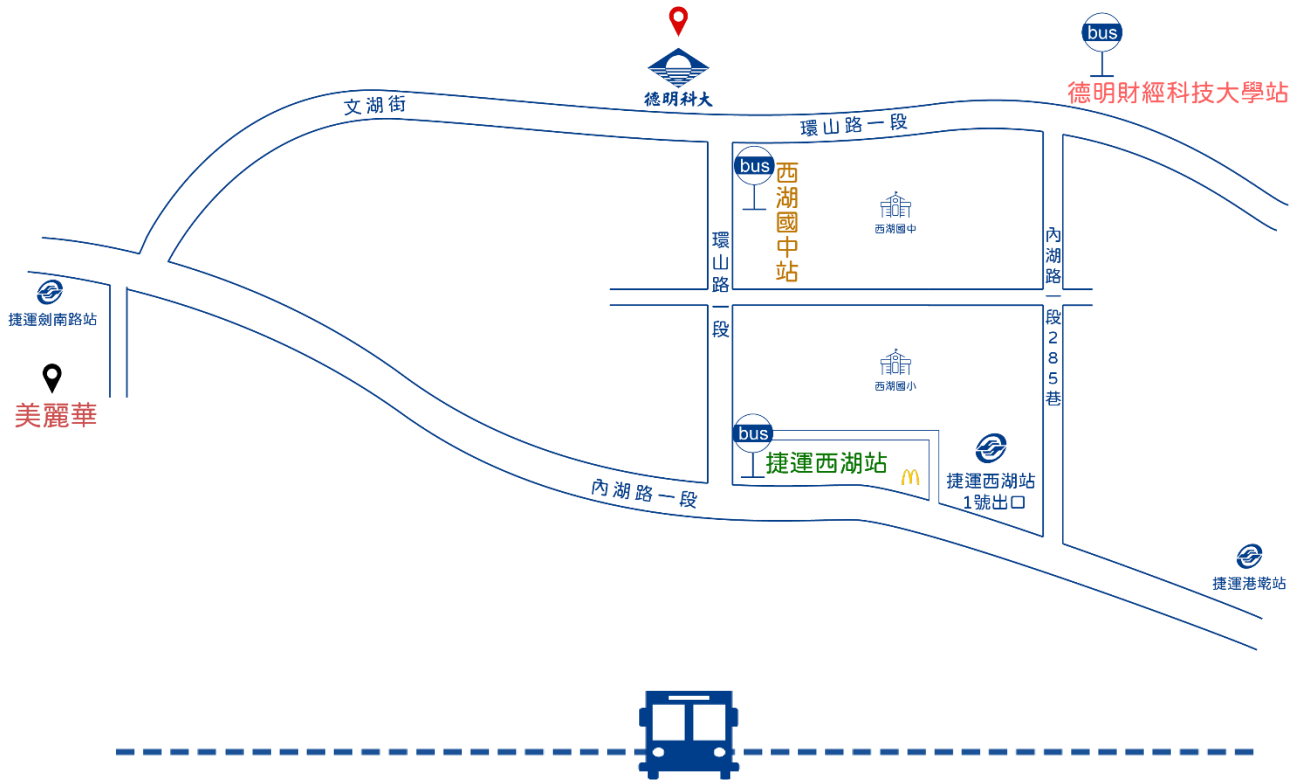 bus
德明科大
德明財經科技大學站
文湖街
環山路一段
bus
西湖國中站
西湖國中
環山路一段
內湖路一段285巷
捷運劍南路站
美麗華
西湖國小
bus
捷運西湖站
捷運西湖站
1號出口
內湖路一段
捷運港墘站